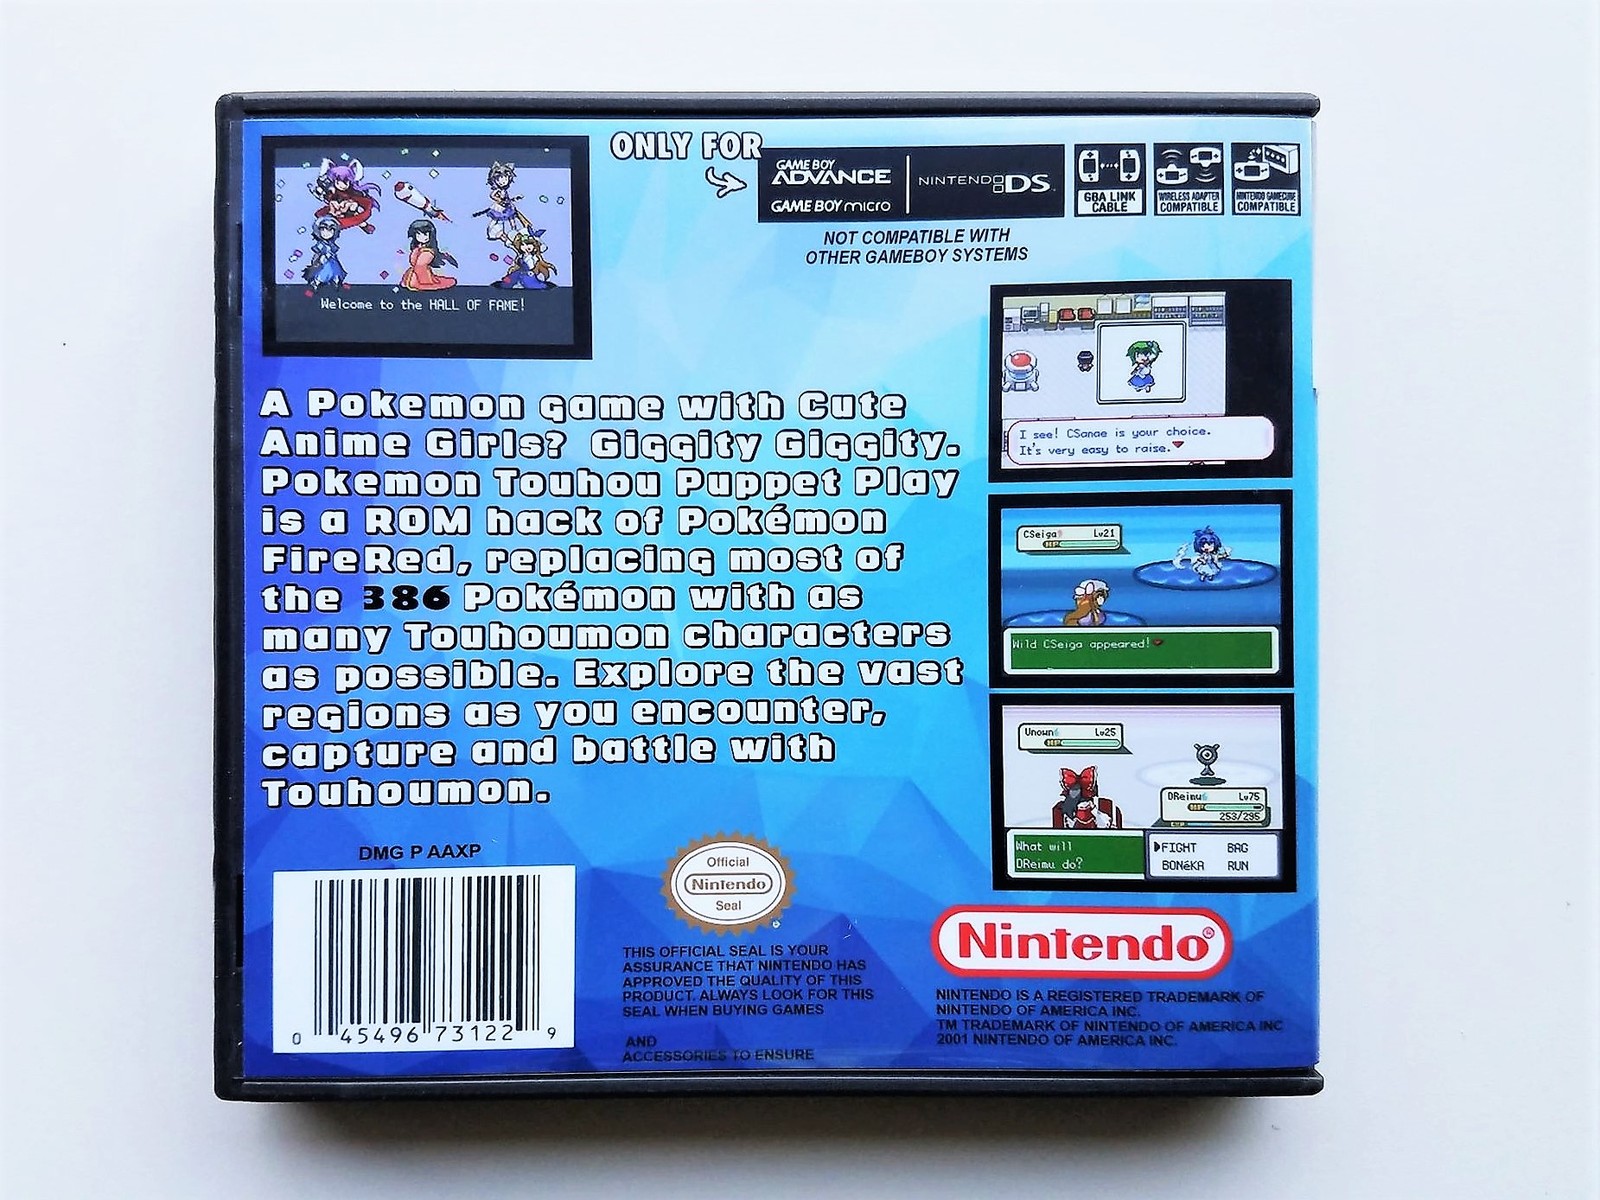 Welcome to the HALL OF FAME!
ONLY FOR
GAME BOY
ADVANCE
GAME BOY micro
NINTENDO DS™
GBA LINK
CABLE
WIRELESS ADAPTER
COMPATIBLE
NINTENDO GAMECUBE
COMPATIBLE
NOT COMPATIBLE WITH
OTHER GAMEBOY SYSTEMS
I see! CSanae is your choice.
It's very easy to raise.
A Pokemon game with Cute
Anime Girls? Giggity Giggity.
Pokemon Touhou Puppet Play
is a ROM hack of Pokémon
FireRed, replacing most of
the 386 Pokémon with as
many Touhoumon characters
as possible. Explore the vast
regions as you encounter,
capture and battle with
Touhoumon.
CSeiga Lv21
HP
Wild CSeiga appeared!
Unown Lv25
HP
DReimu Lv75
HP
253/295
What will
DReimu do?
FIGHT BAG
BONéKA RUN
DMG P AAXP
0 45496 73122 9
Official
Nintendo
Seal
THIS OFFICIAL SEAL IS YOUR
ASSURANCE THAT NINTENDO HAS
APPROVED THE QUALITY OF THIS
PRODUCT. ALWAYS LOOK FOR THIS
SEAL WHEN BUYING GAMES
AND
ACCESSORIES TO ENSURE
Nintendo®
NINTENDO IS A REGISTERED TRADEMARK OF
NINTENDO OF AMERICA INC.
TM TRADEMARK OF NINTENDO OF AMERICA INC
2001 NINTENDO OF AMERICA INC.